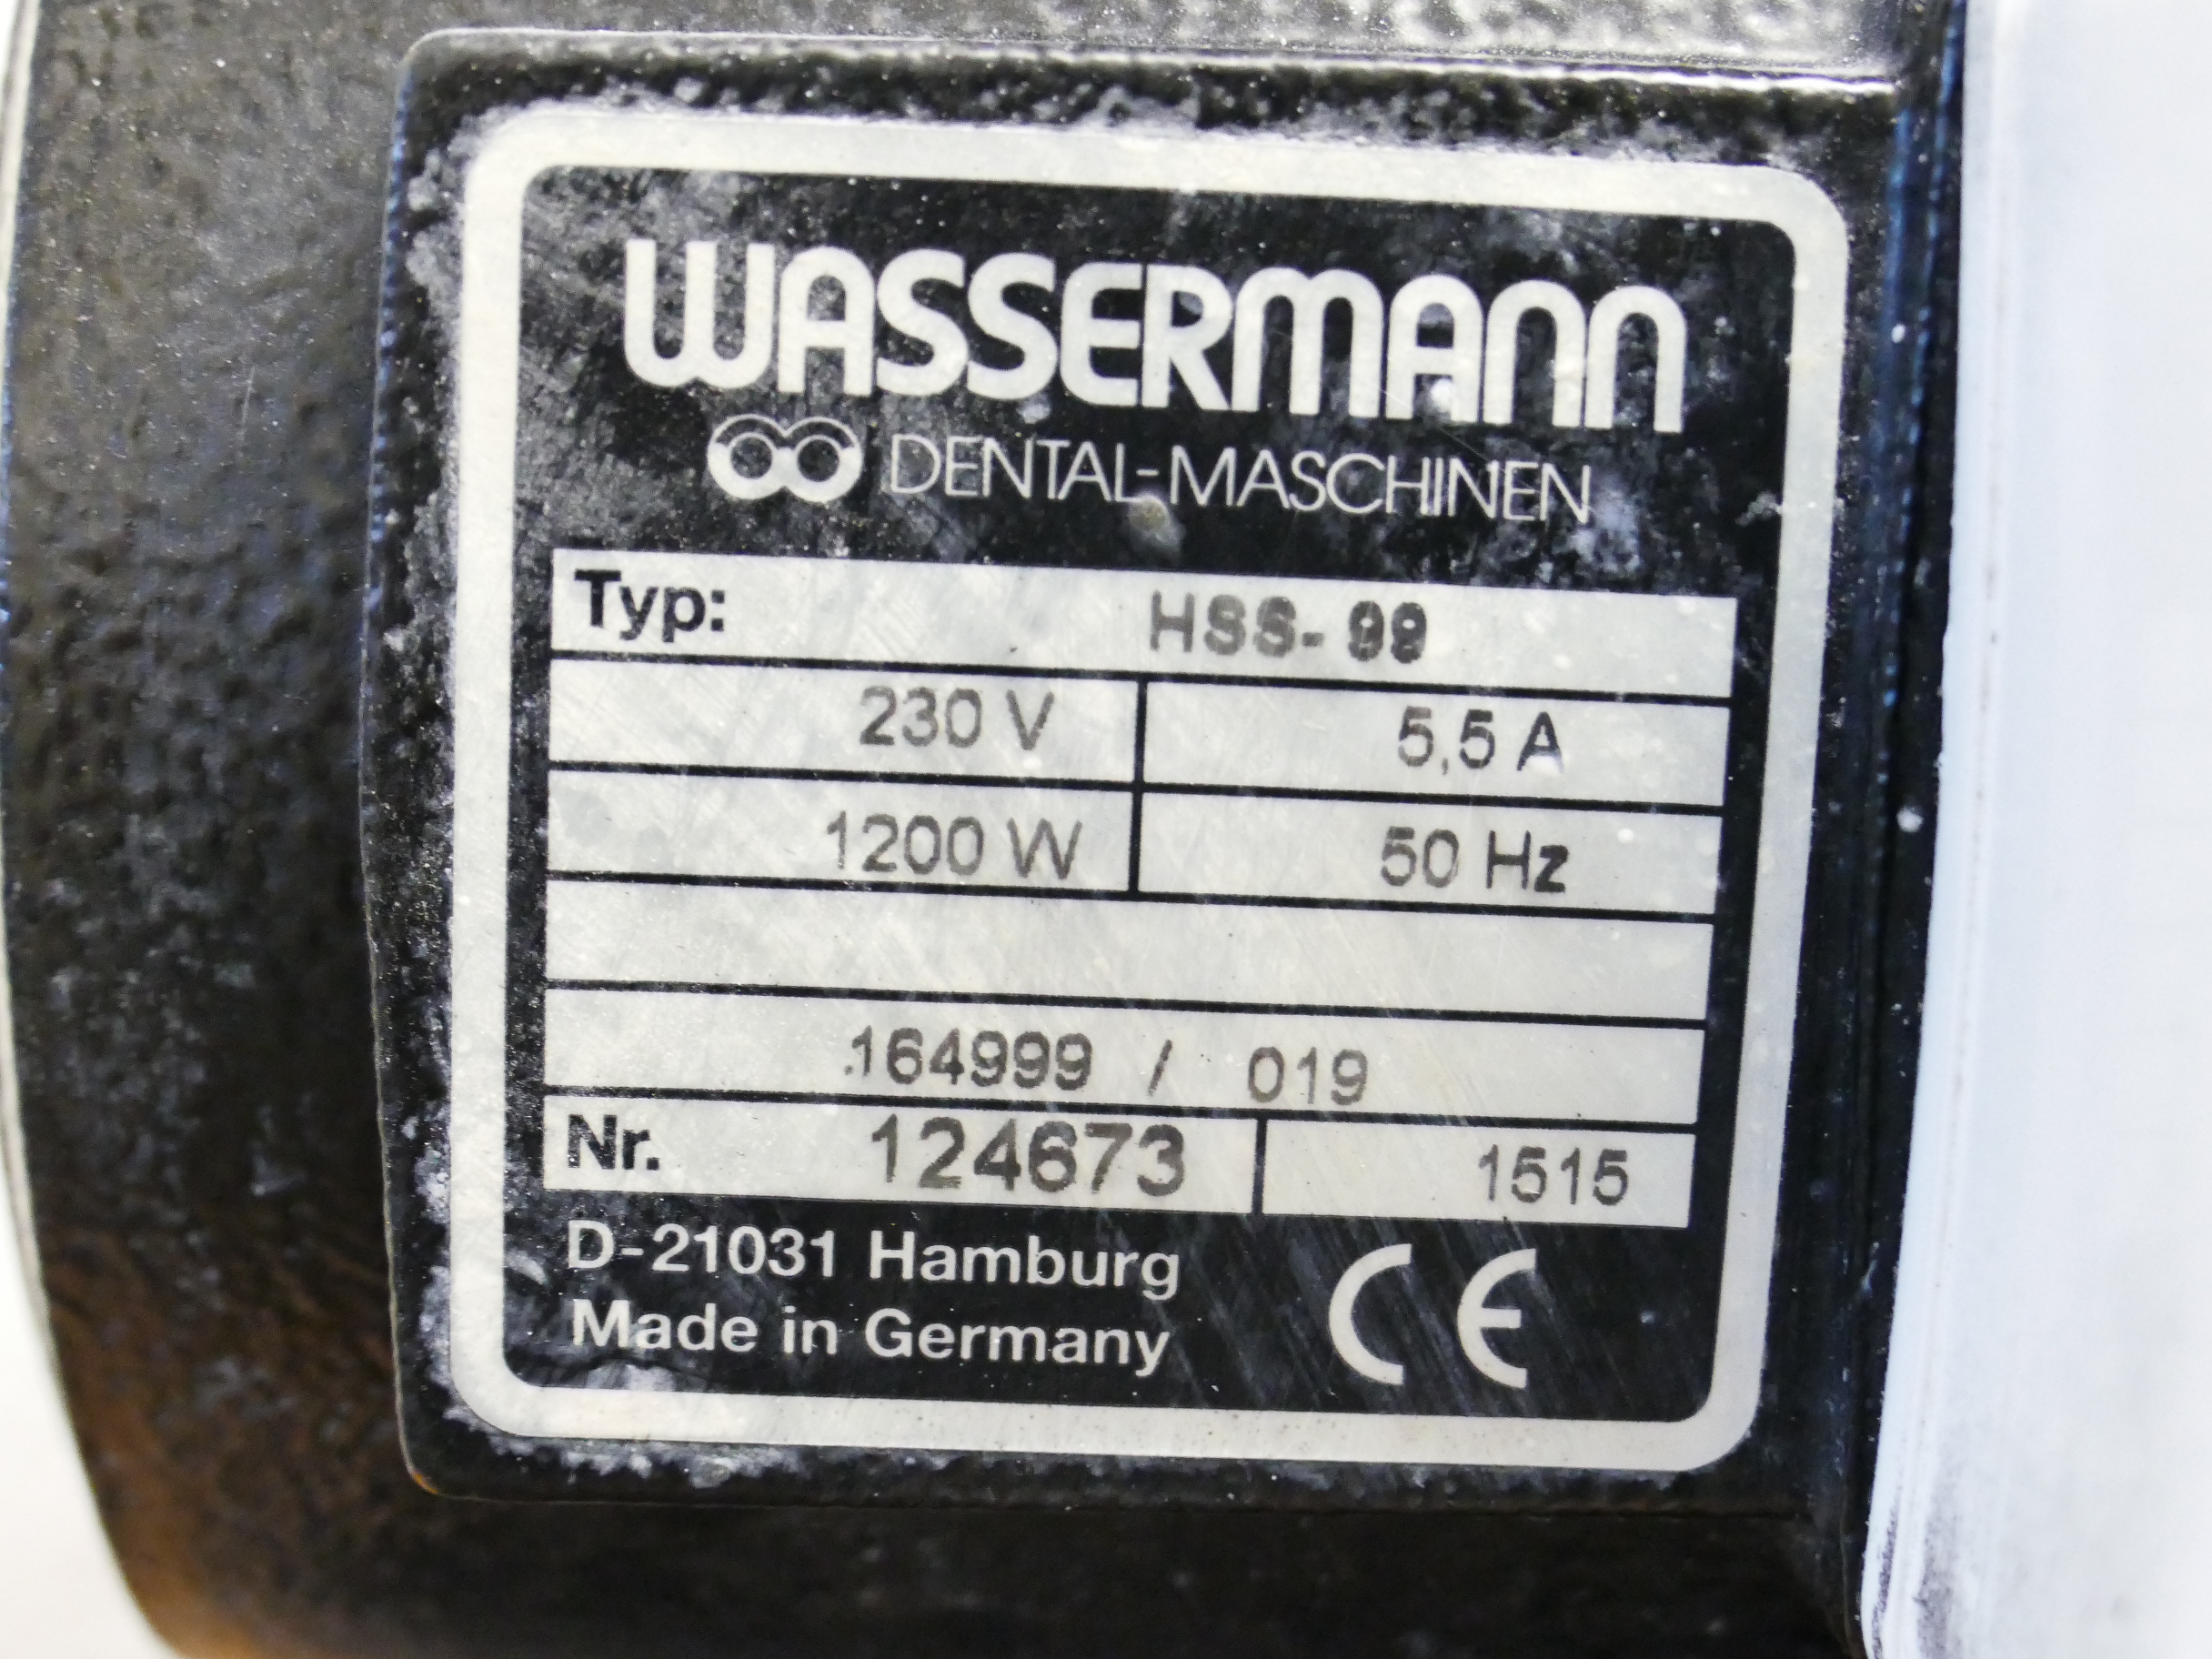 WASSERMANN
DENTAL-MASCHINEN
Typ: HSS-99
230 V 5,5 A
1200 W 50 Hz
164999 / 019
Nr. 124673 1515
D-21031 Hamburg
Made in Germany
CE